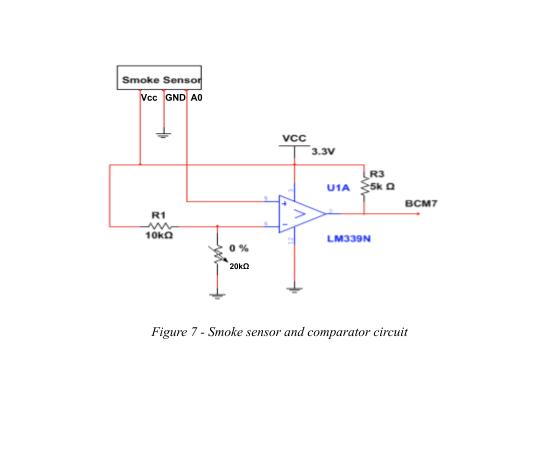 Smoke Sensor
Vcc GND A0
VCC
3.3V
R3
5k Ω
U1A
BCM7
R1
10kΩ
LM339N
0 %
20kΩ
Figure 7 - Smoke sensor and comparator circuit